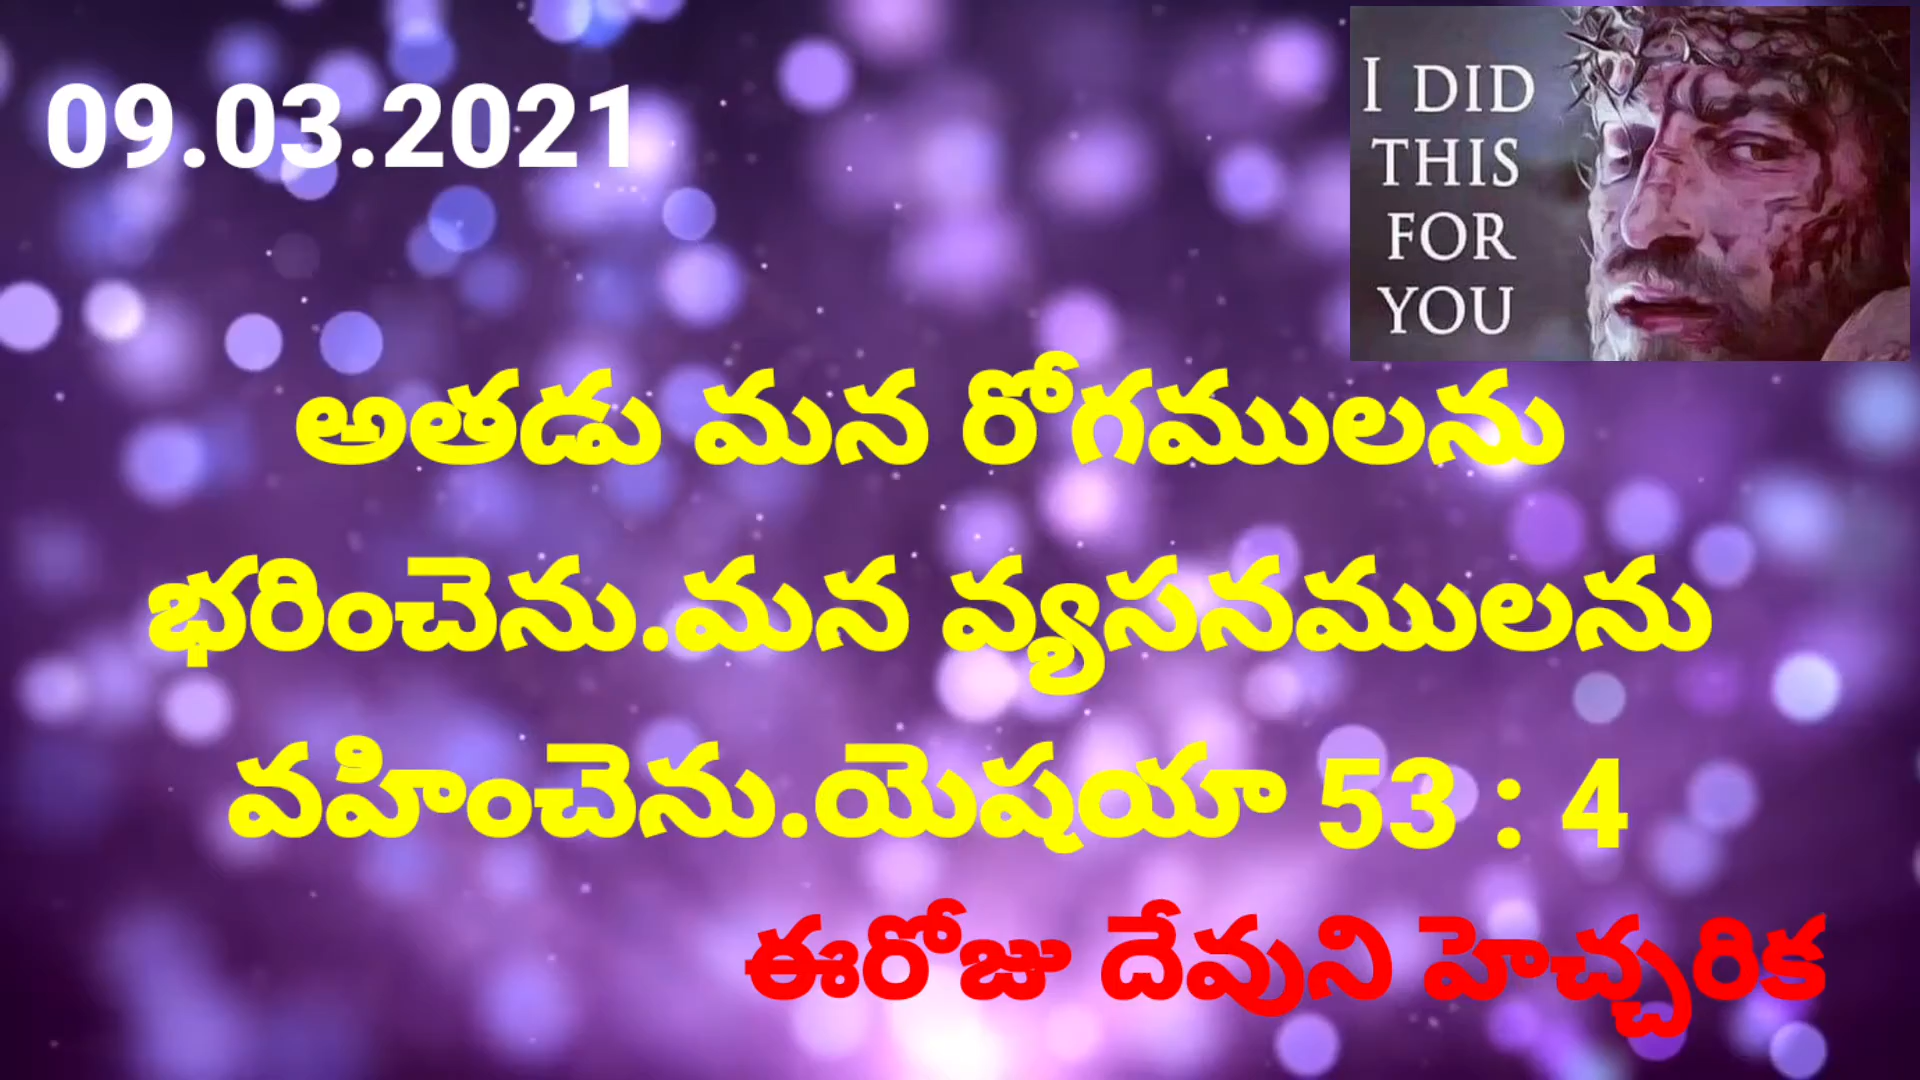 09.03.2021
I DID
THIS
FOR
YOU
అతడు మన రోగములను
భరించెను.మన వ్యసనములను
వహించెను.యెషయా 53 : 4
ఈరోజు దేవుని హెచ్చరిక